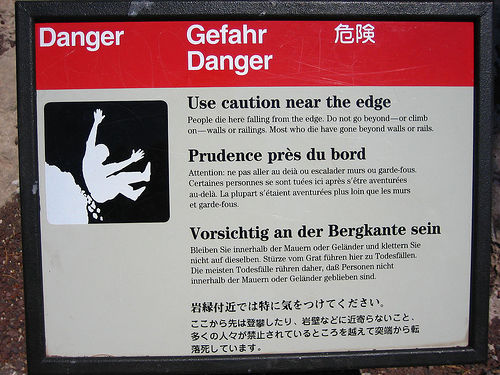 Danger
Gefahr
Danger
危険
Use caution near the edge
People die here falling from the edge. Do not go beyond—or climb
on—walls or railings. Most who die have gone beyond walls or rails.
Prudence près du bord
Attention: ne pas aller au delà ou escalader murs ou garde-fous.
Certaines personnes se sont tuées ici après s'être aventurées
au-delà. La plupart s'étaient aventurées plus loin que les murs
et garde-fous.
Vorsichtig an der Bergkante sein
Bleiben Sie innerhalb der Mauern oder Geländer und klettern Sie
nicht auf dieselben. Stürze vom Grat führen hier zu Todesfällen.
Die meisten Todesfälle rühren daher, daß Personen nicht
innerhalb der Mauern oder Geländer geblieben sind.
岩縁付近では特に気をつけてください。
ここから先は登攀したり、岩壁などに近寄らないこと。
多くの人々が禁止されているところを越えて突端から転
落死しています。